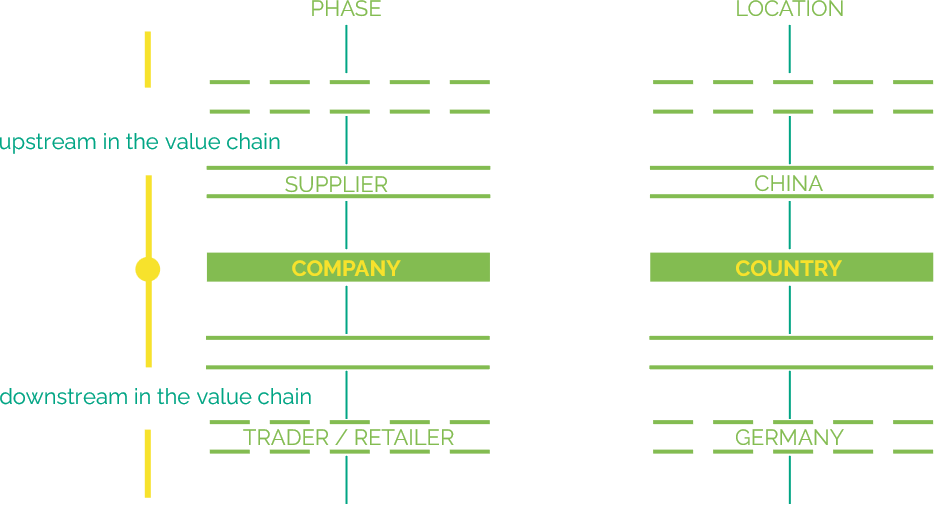 PHASE
LOCATION
upstream in the value chain
SUPPLIER
CHINA
COMPANY
COUNTRY
downstream in the value chain
TRADER / RETAILER
GERMANY